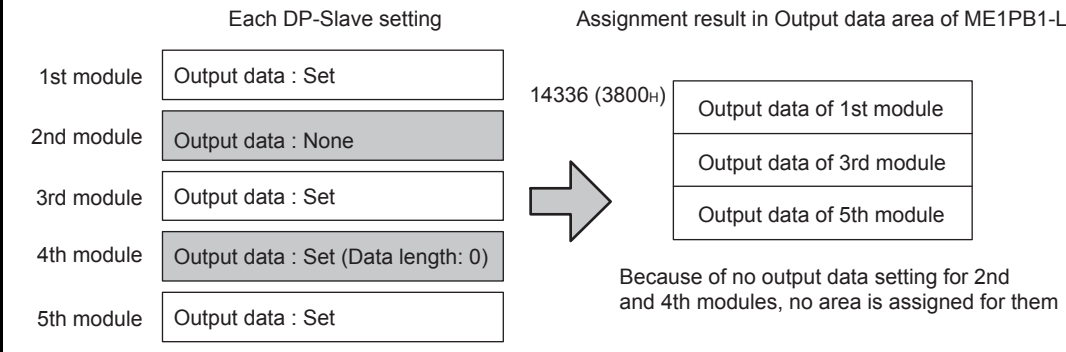 Each DP-Slave setting
Assignment result in Output data area of ME1PB1-L
1st module
Output data : Set
2nd module
Output data : None
3rd module
Output data : Set
4th module
Output data : Set (Data length: 0)
5th module
Output data : Set
14336 (3800H)
Output data of 1st module
Output data of 3rd module
Output data of 5th module
Because of no output data setting for 2nd
and 4th modules, no area is assigned for them